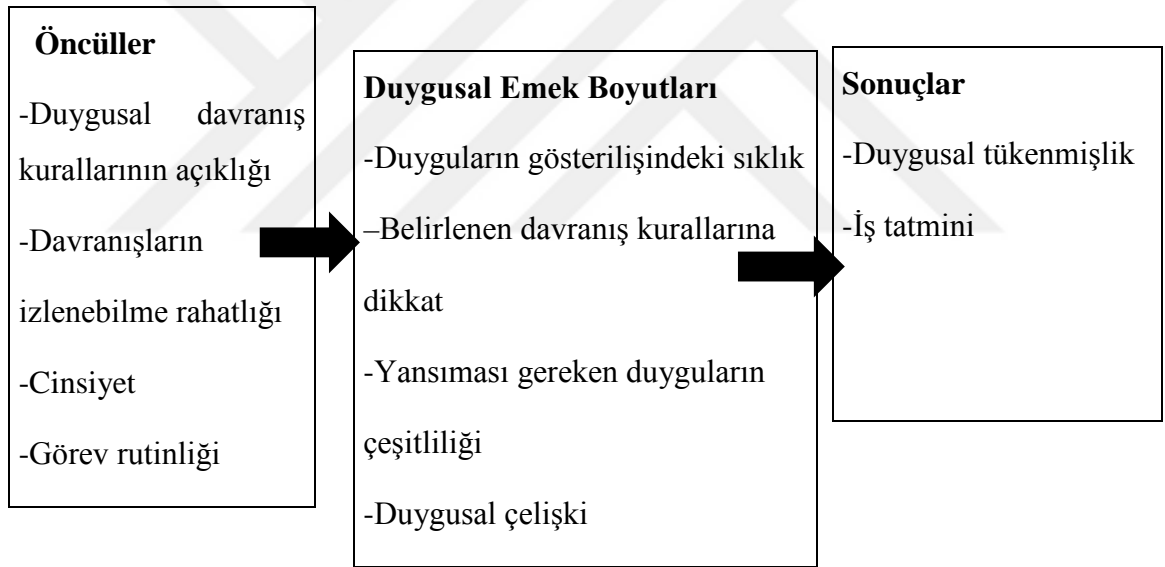 Öncüller
-Duygusal davranış
kurallarının açıklığı
-Davranışların
izlenebilme rahatlığı
-Cinsiyet
-Görev rutinliği
Duygusal Emek Boyutları
-Duyguların gösterilişindeki sıklık
–Belirlenen davranış kurallarına
dikkat
-Yansıması gereken duyguların
çeşitliliği
-Duygusal çelişki
Sonuçlar
-Duygusal tükenmişlik
-İş tatmini